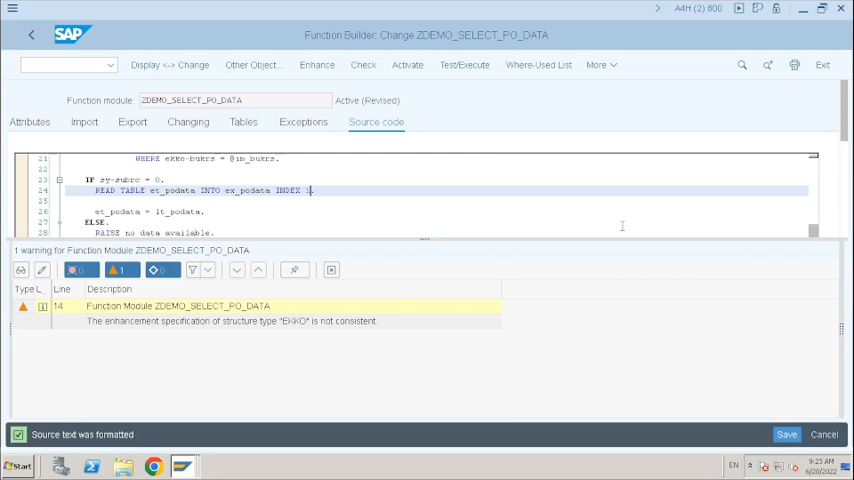 A4H (2) 800
SAP
Function Builder: Change ZDEMO_SELECT_PO_DATA
Display <-> Change Other Object... Enhance Check Activate Test/Execute Where-Used List More Exit
Function module: ZDEMO_SELECT_PO_DATA Active (Revised)
Attributes Import Export Changing Tables Exceptions Source code
21 WHERE ekko~bukrs = @im_bukrs.
22
23 IF sy-subrc = 0.
24 READ TABLE et_podata INTO ex_podata INDEX 1.
25
26 et_podata = lt_podata.
27 ELSE.
28 RAISE no_data_available.
1 warning for Function Module ZDEMO_SELECT_PO_DATA
0 1 0
Type L_ Line Description
14 Function Module ZDEMO_SELECT_PO_DATA
The enhancement specification of structure type "EKKO" is not consistent.
Source text was formatted Save Cancel
Start EN 9:23 AM
6/28/2022